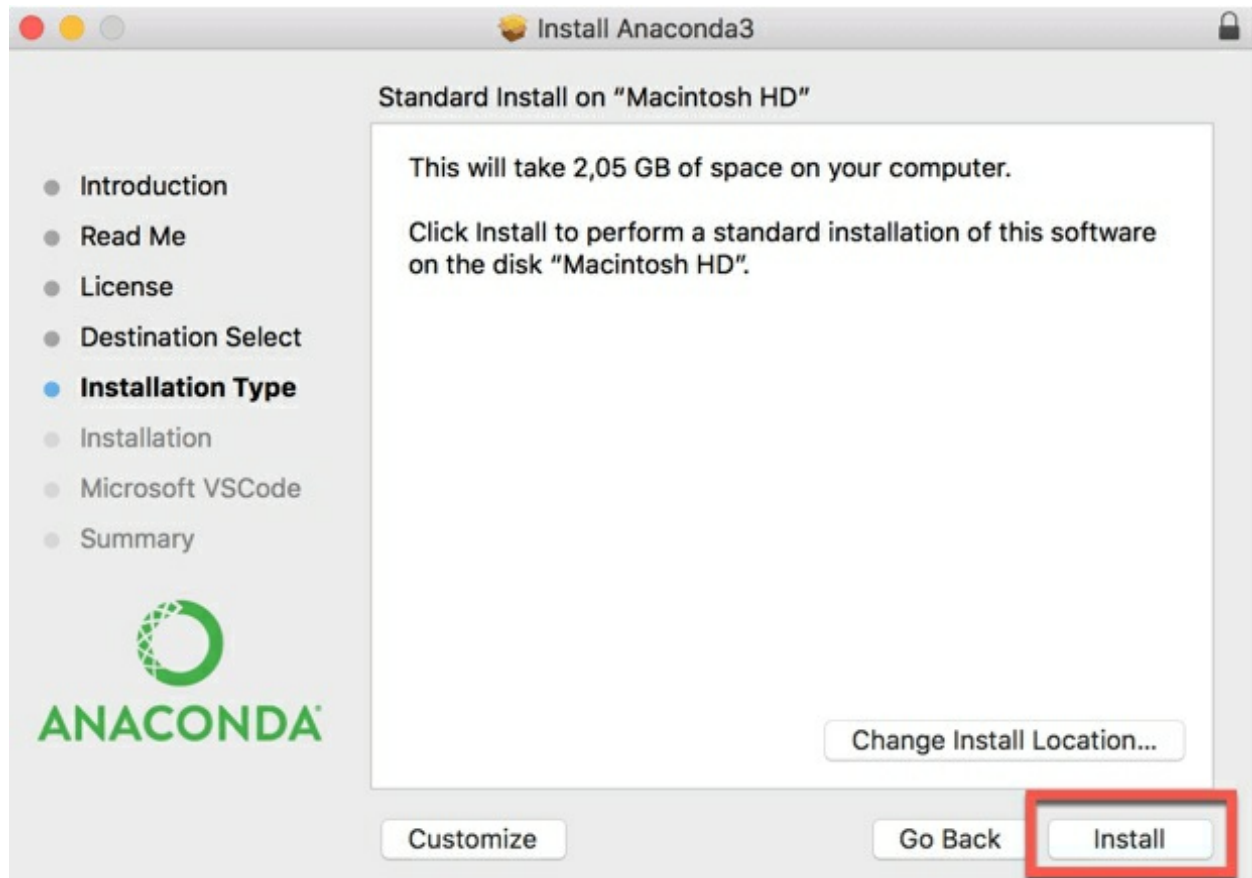 Install Anaconda3
Standard Install on “Macintosh HD”
Introduction
Read Me
License
Destination Select
Installation Type
Installation
Microsoft VSCode
Summary
ANACONDA®
This will take 2,05 GB of space on your computer.
Click Install to perform a standard installation of this software
on the disk “Macintosh HD”.
Change Install Location...
Customize
Go Back
Install